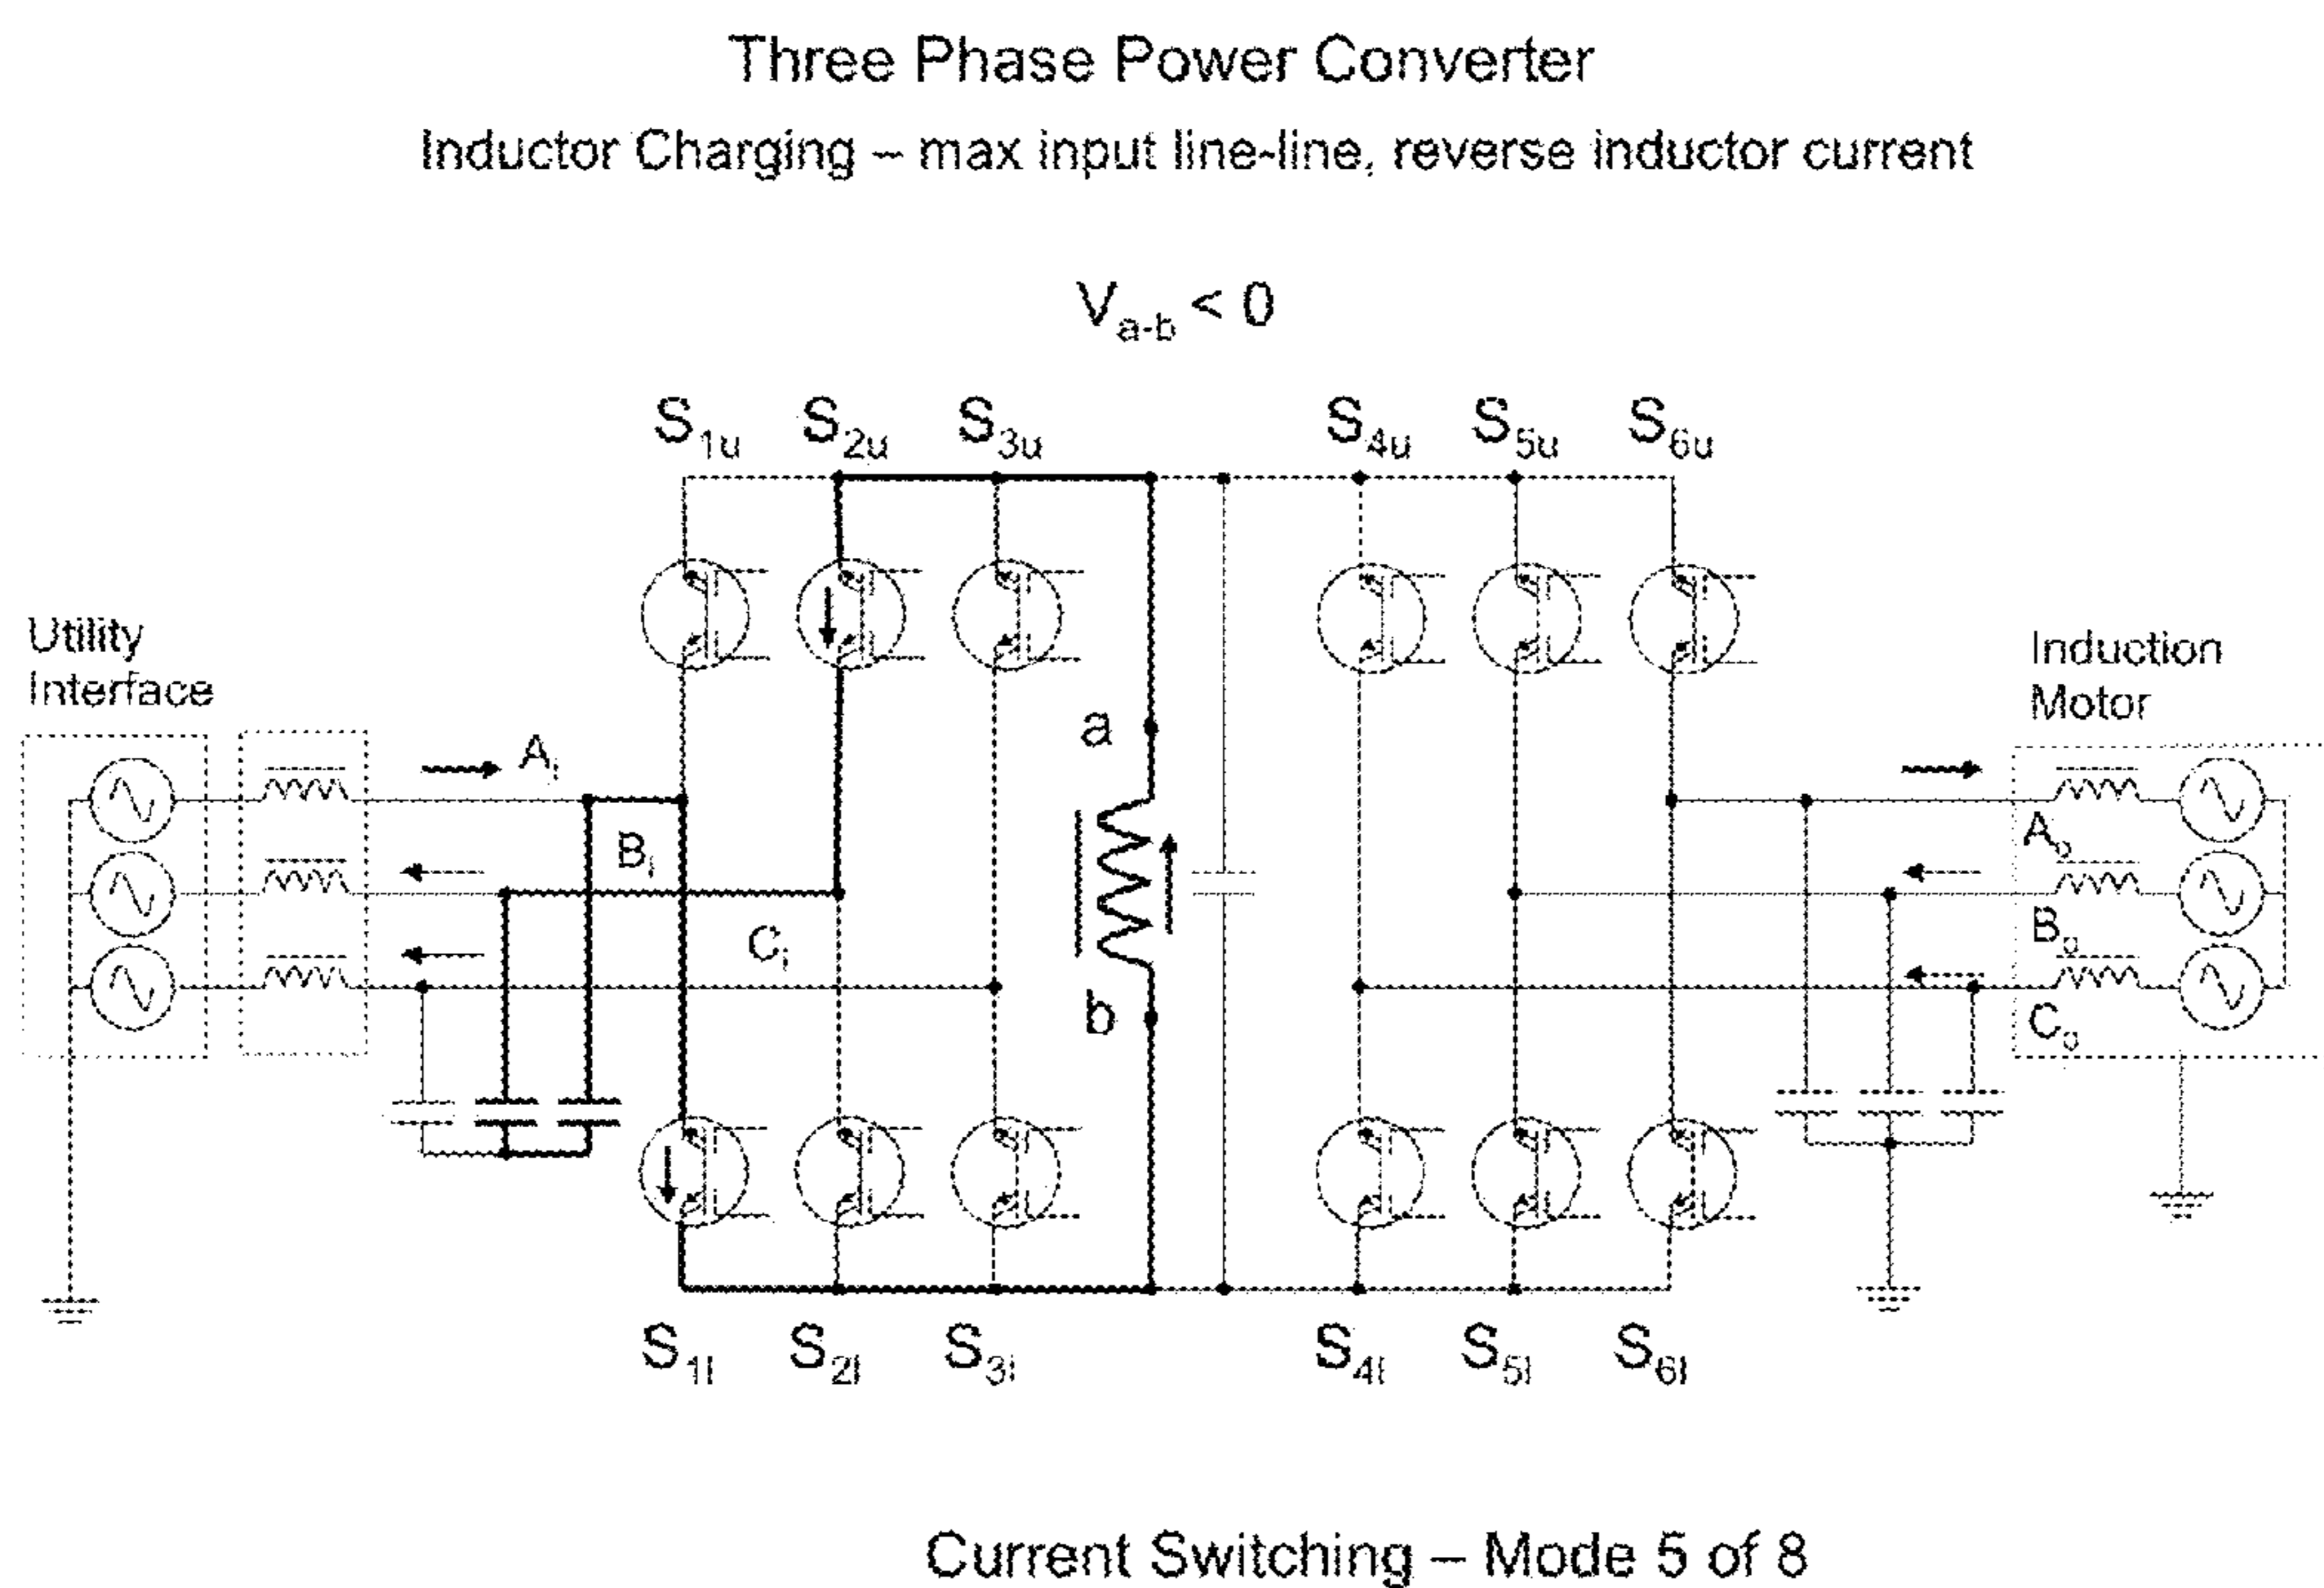 Three Phase Power Converter
Inductor Charging – max input line-line, reverse inductor current
V a-b < 0
S1u S2u S3u S4u S5u S6u
Utility
Interface
Induction
Motor
a
Ai
Bi
Ao
Ci
Bo
b
Co
S1l S2l S3l S4l S5l S6l
Current Switching – Mode 5 of 8